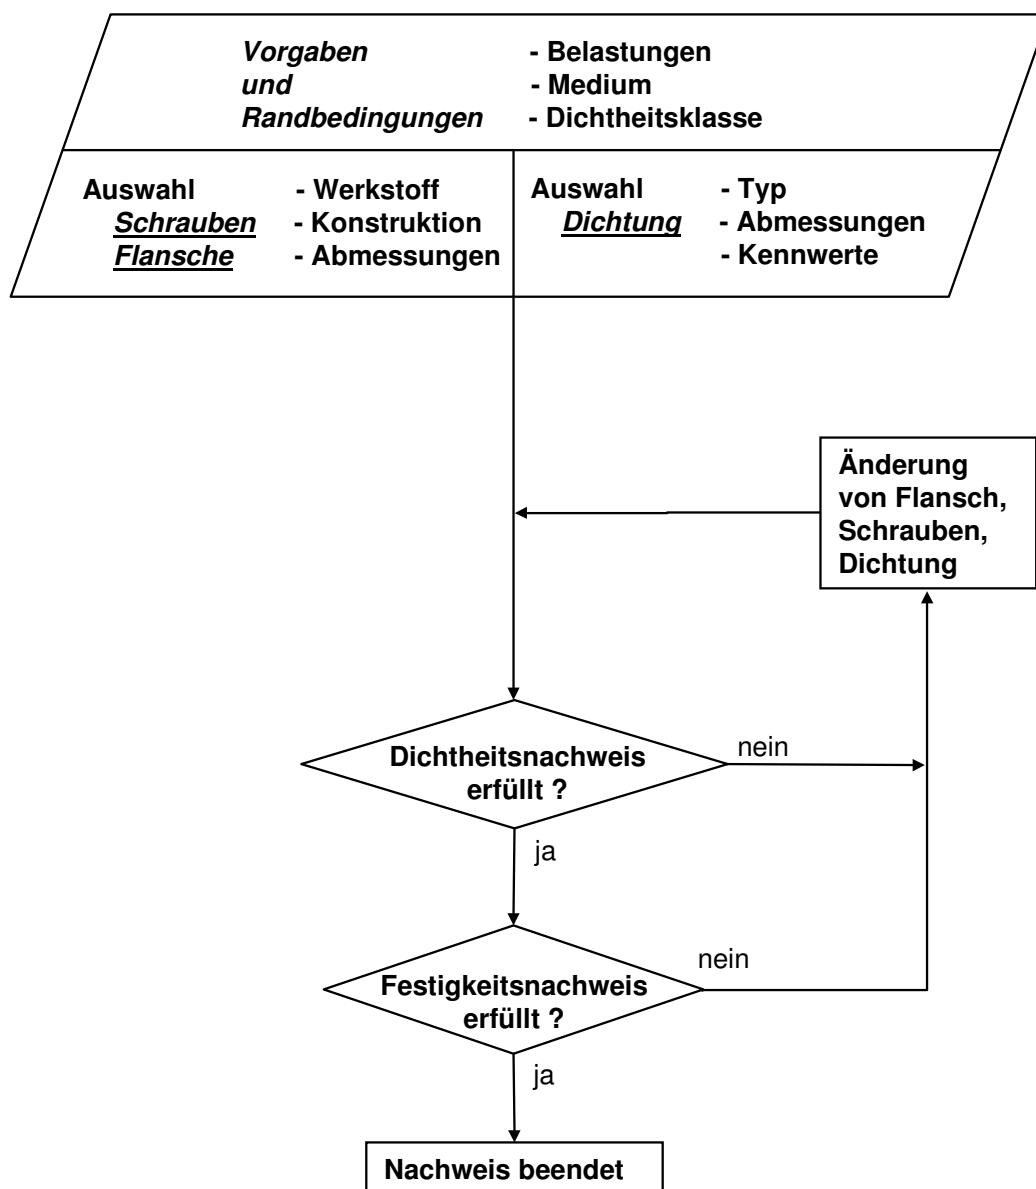 Vorgaben - Belastungen
und - Medium
Randbedingungen - Dichtheitsklasse
Auswahl - Werkstoff
Schrauben - Konstruktion
Flansche - Abmessungen
Auswahl - Typ
Dichtung - Abmessungen
- Kennwerte
Änderung
von Flansch,
Schrauben,
Dichtung
Dichtheitsnachweis
erfüllt ?
nein
ja
Festigkeitsnachweis
erfüllt ?
nein
ja
Nachweis beendet